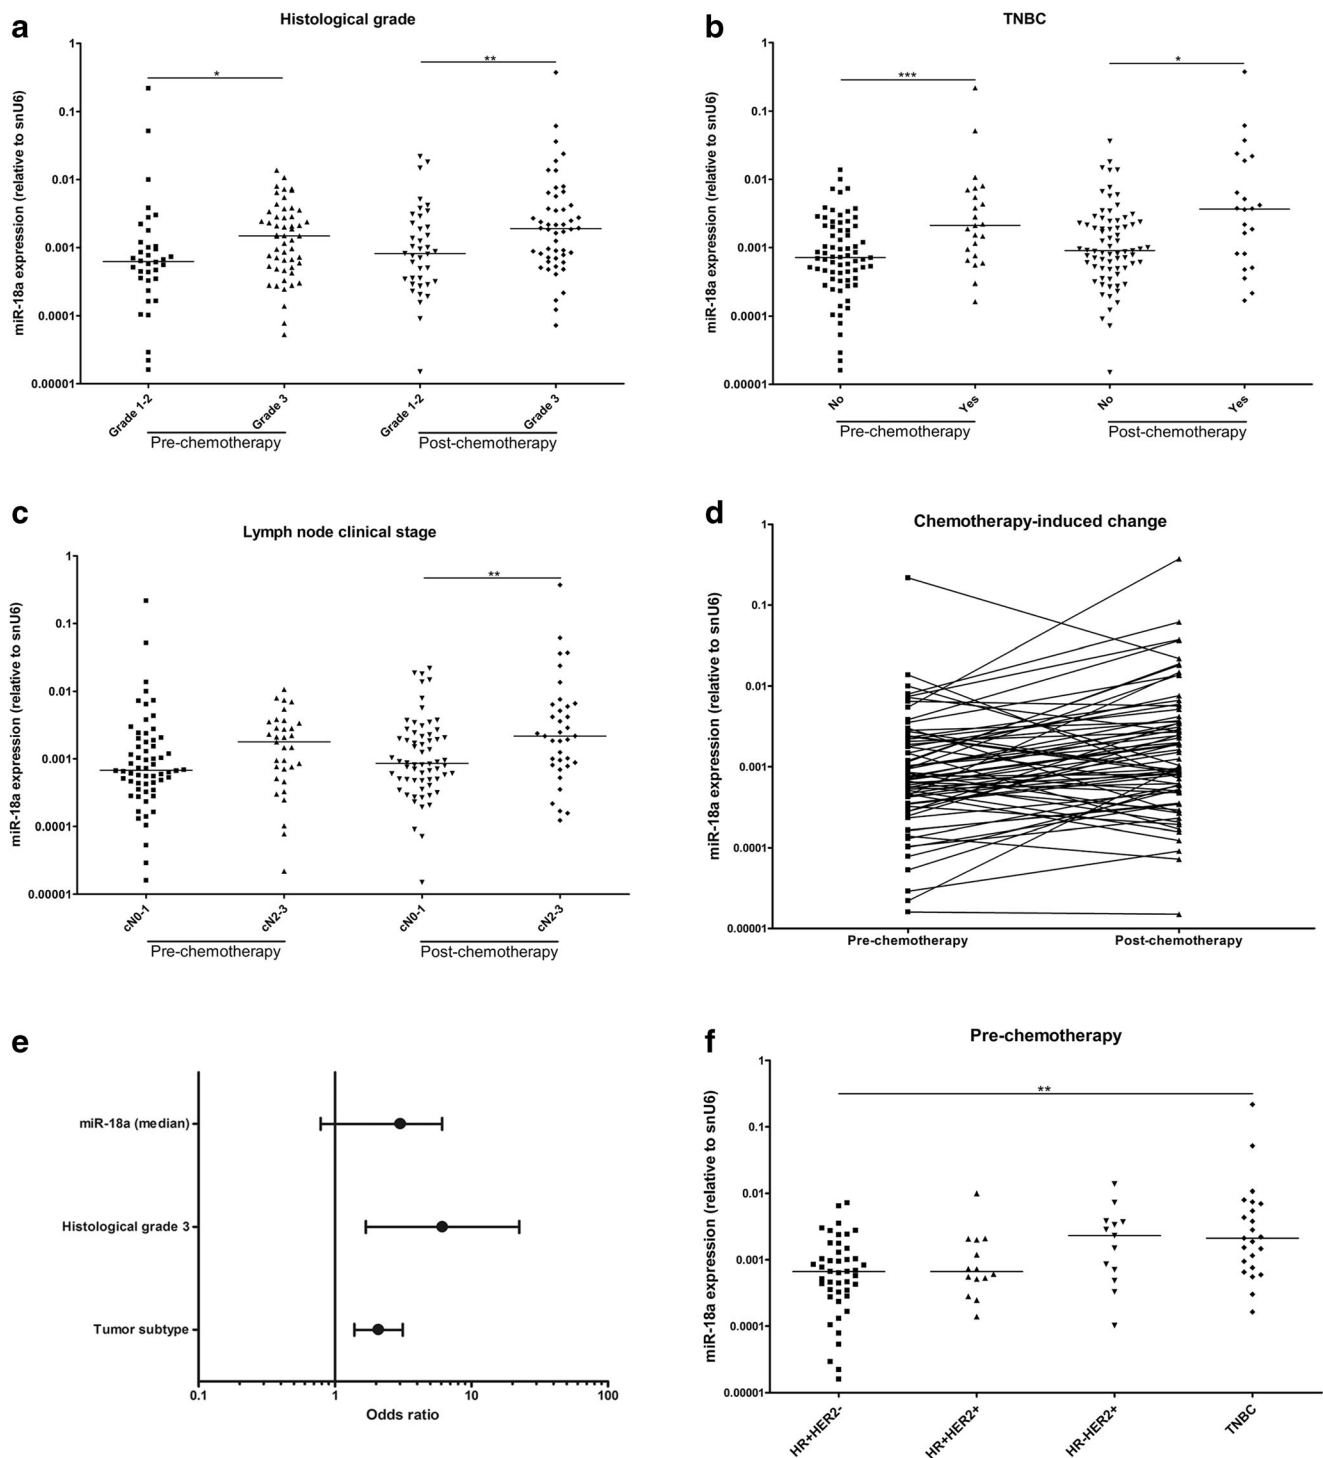 a
Histological grade
miR-18a expression (relative to snU6)
1
0.1
0.01
0.001
0.0001
0.00001
*
**
Grade 1-2
Grade 3
Grade 1-2
Grade 3
Pre-chemotherapy
Post-chemotherapy
b
TNBC
miR-18a expression (relative to snU6)
1
0.1
0.01
0.001
0.0001
0.00001
***
*
No
Yes
No
Yes
Pre-chemotherapy
Post-chemotherapy
c
Lymph node clinical stage
miR-18a expression (relative to snU6)
1
0.1
0.01
0.001
0.0001
0.00001
**
cN0-1
cN2-3
cN0-1
cN2-3
Pre-chemotherapy
Post-chemotherapy
d
Chemotherapy-induced change
miR-18a expression (relative to snU6)
1
0.1
0.01
0.001
0.0001
0.00001
Pre-chemotherapy
Post-chemotherapy
e
miR-18a (median)
Histological grade 3
Tumor subtype
0.1
1
10
100
Odds ratio
f
Pre-chemotherapy
miR-18a expression (relative to snU6)
1
0.1
0.01
0.001
0.0001
0.00001
**
HR+HER2-
HR+HER2+
HR-HER2+
TNBC